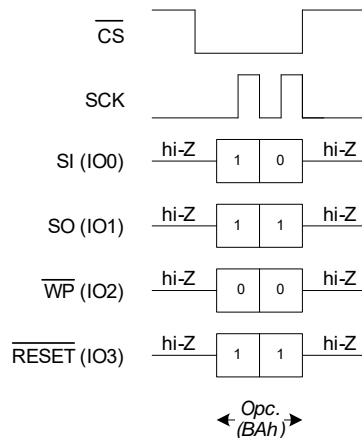 CS
SCK
hi-Z hi-Z
SI (IO0) 1 0
hi-Z hi-Z
SO (IO1) 1 1
hi-Z hi-Z
WP (IO2) 0 0
hi-Z hi-Z
RESET (IO3) 1 1
Opc.
(BAh)